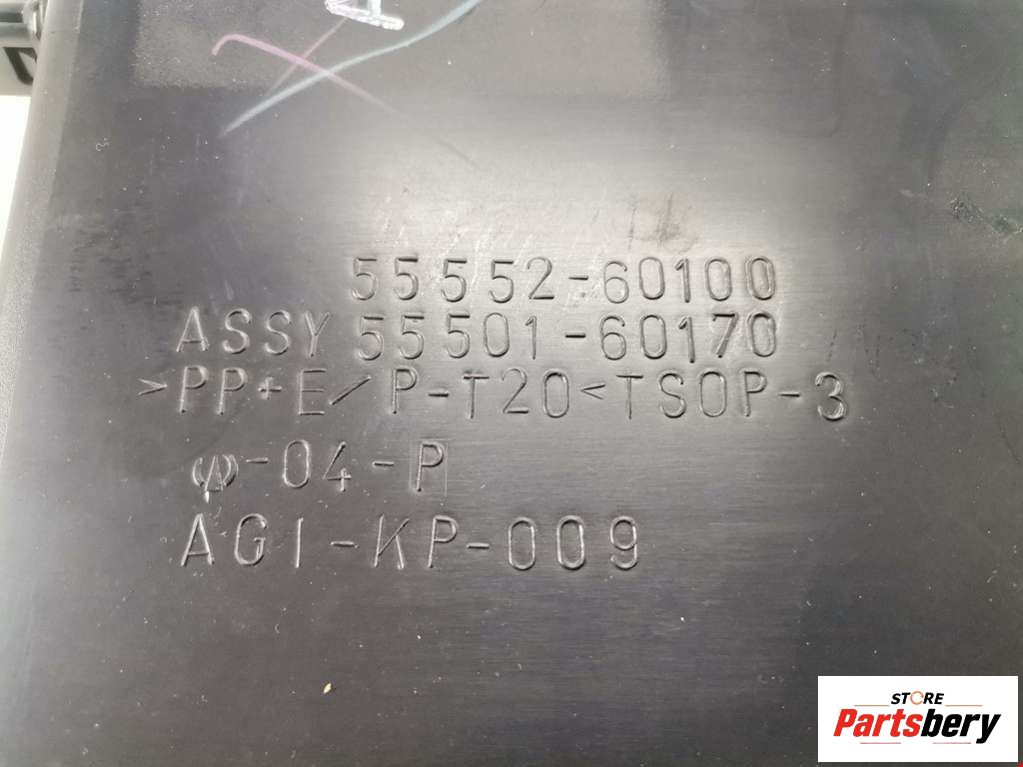 55552-60100
ASSY 55501-60170
>PP+E/P-T20<TSOP-3
-04-P
AGI-KP-009
STORE
Partsbery